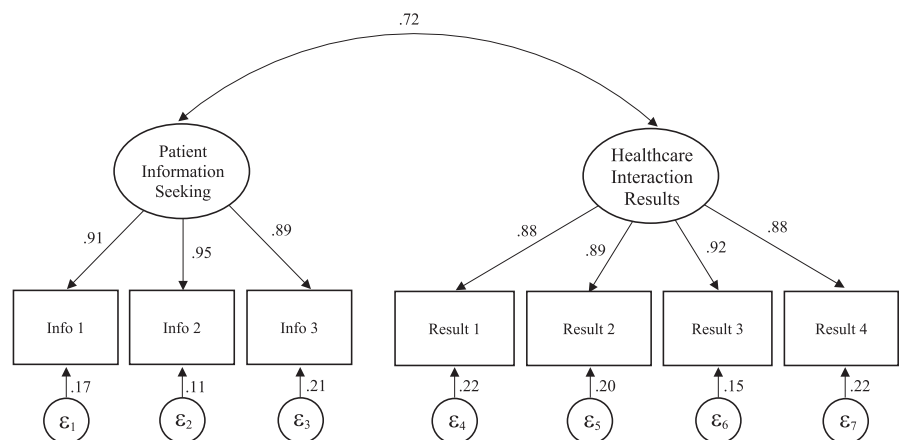 .72
Patient
Information
Seeking
Healthcare
Interaction
Results
.91
.95
.89
.88
.89
.92
.88
Info 1
Info 2
Info 3
Result 1
Result 2
Result 3
Result 4
.17
.11
.21
.22
.20
.15
.22
ε1
ε2
ε3
ε4
ε5
ε6
ε7